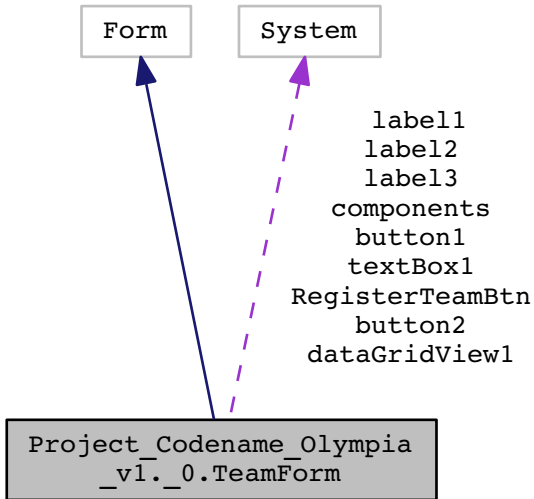 Form
System
label1
label2
label3
components
button1
textBox1
RegisterTeamBtn
button2
dataGridView1
Project_Codename_Olympia
_v1._0.TeamForm